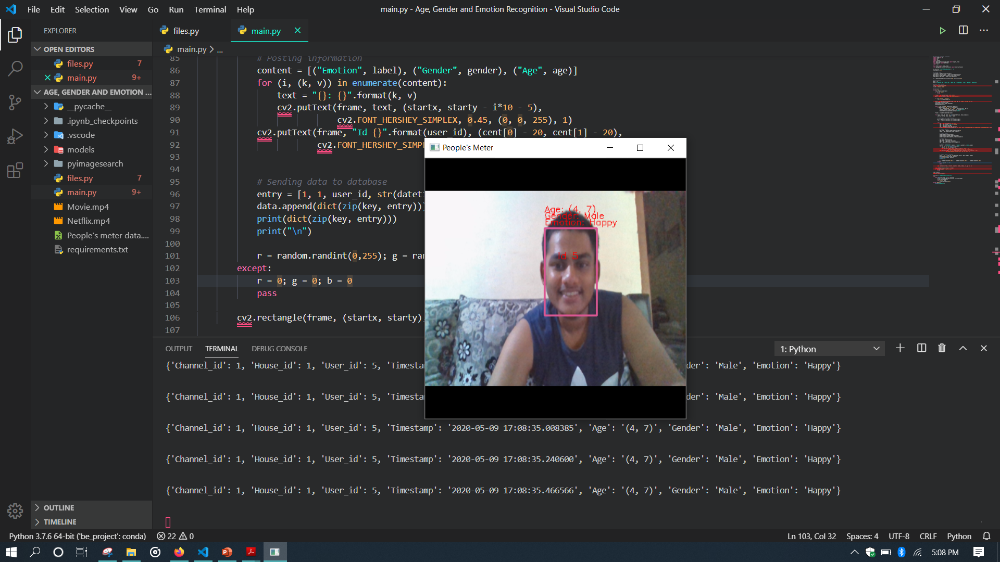 File Edit Selection View Go Run Terminal Help
main.py - Age, Gender and Emotion Recognition - Visual Studio Code
EXPLORER
OPEN EDITORS
files.py 7
main.py 9+
AGE, GENDER AND EMOTION ...
__pycache__
.ipynb_checkpoints
.vscode
models
pyimagesearch
files.py 7
main.py 9+
Movie.mp4
Netflix.mp4
People's meter data....
requirements.txt
OUTLINE
TIMELINE
files.py
main.py
main.py > ...
85 # Posting information
86 content = [("Emotion", label), ("Gender", gender), ("Age", age)]
87 for (i, (k, v)) in enumerate(content):
88 text = "{}: {}".format(k, v)
89 cv2.putText(frame, text, (startx, starty - i*10 - 5),
90 cv2.FONT_HERSHEY_SIMPLEX, 0.45, (0, 0, 255), 1)
91 cv2.putText(frame, "Id {}".format(user_id), (cent[0] - 20, cent[1] - 20),
92 cv2.FONT_HERSHEY_SIMP
93
94
95 # Sending data to database
96 entry = [1, 1, user_id, str(dateti
97 data.append(dict(zip(key, entry)))
98 print(dict(zip(key, entry)))
99 print("\n")
100
101 r = random.randint(0,255); g = ran
102 except:
103 r = 0; g = 0; b = 0
104 pass
105
106 cv2.rectangle(frame, (startx, starty),
107
People's Meter
Age: (4, 7)
Gender: Male
Emotion: Happy
Id 5
OUTPUT TERMINAL DEBUG CONSOLE
1: Python
{'Channel_id': 1, 'House_id': 1, 'User_id': 5, 'Timesta der': 'Male', 'Emotion': 'Happy'}
{'Channel_id': 1, 'House_id': 1, 'User_id': 5, 'Timesta der': 'Male', 'Emotion': 'Happy'}
{'Channel_id': 1, 'House_id': 1, 'User_id': 5, 'Timestamp': '2020-05-09 17:08:35.008385', 'Age': '(4, 7)', 'Gender': 'Male', 'Emotion': 'Happy'}
{'Channel_id': 1, 'House_id': 1, 'User_id': 5, 'Timestamp': '2020-05-09 17:08:35.240600', 'Age': '(4, 7)', 'Gender': 'Male', 'Emotion': 'Happy'}
{'Channel_id': 1, 'House_id': 1, 'User_id': 5, 'Timestamp': '2020-05-09 17:08:35.466566', 'Age': '(4, 7)', 'Gender': 'Male', 'Emotion': 'Happy'}
Python 3.7.6 64-bit ('be_project': conda) 22 0
Ln 103, Col 32 Spaces: 4 UTF-8 CRLF Python
5:08 PM